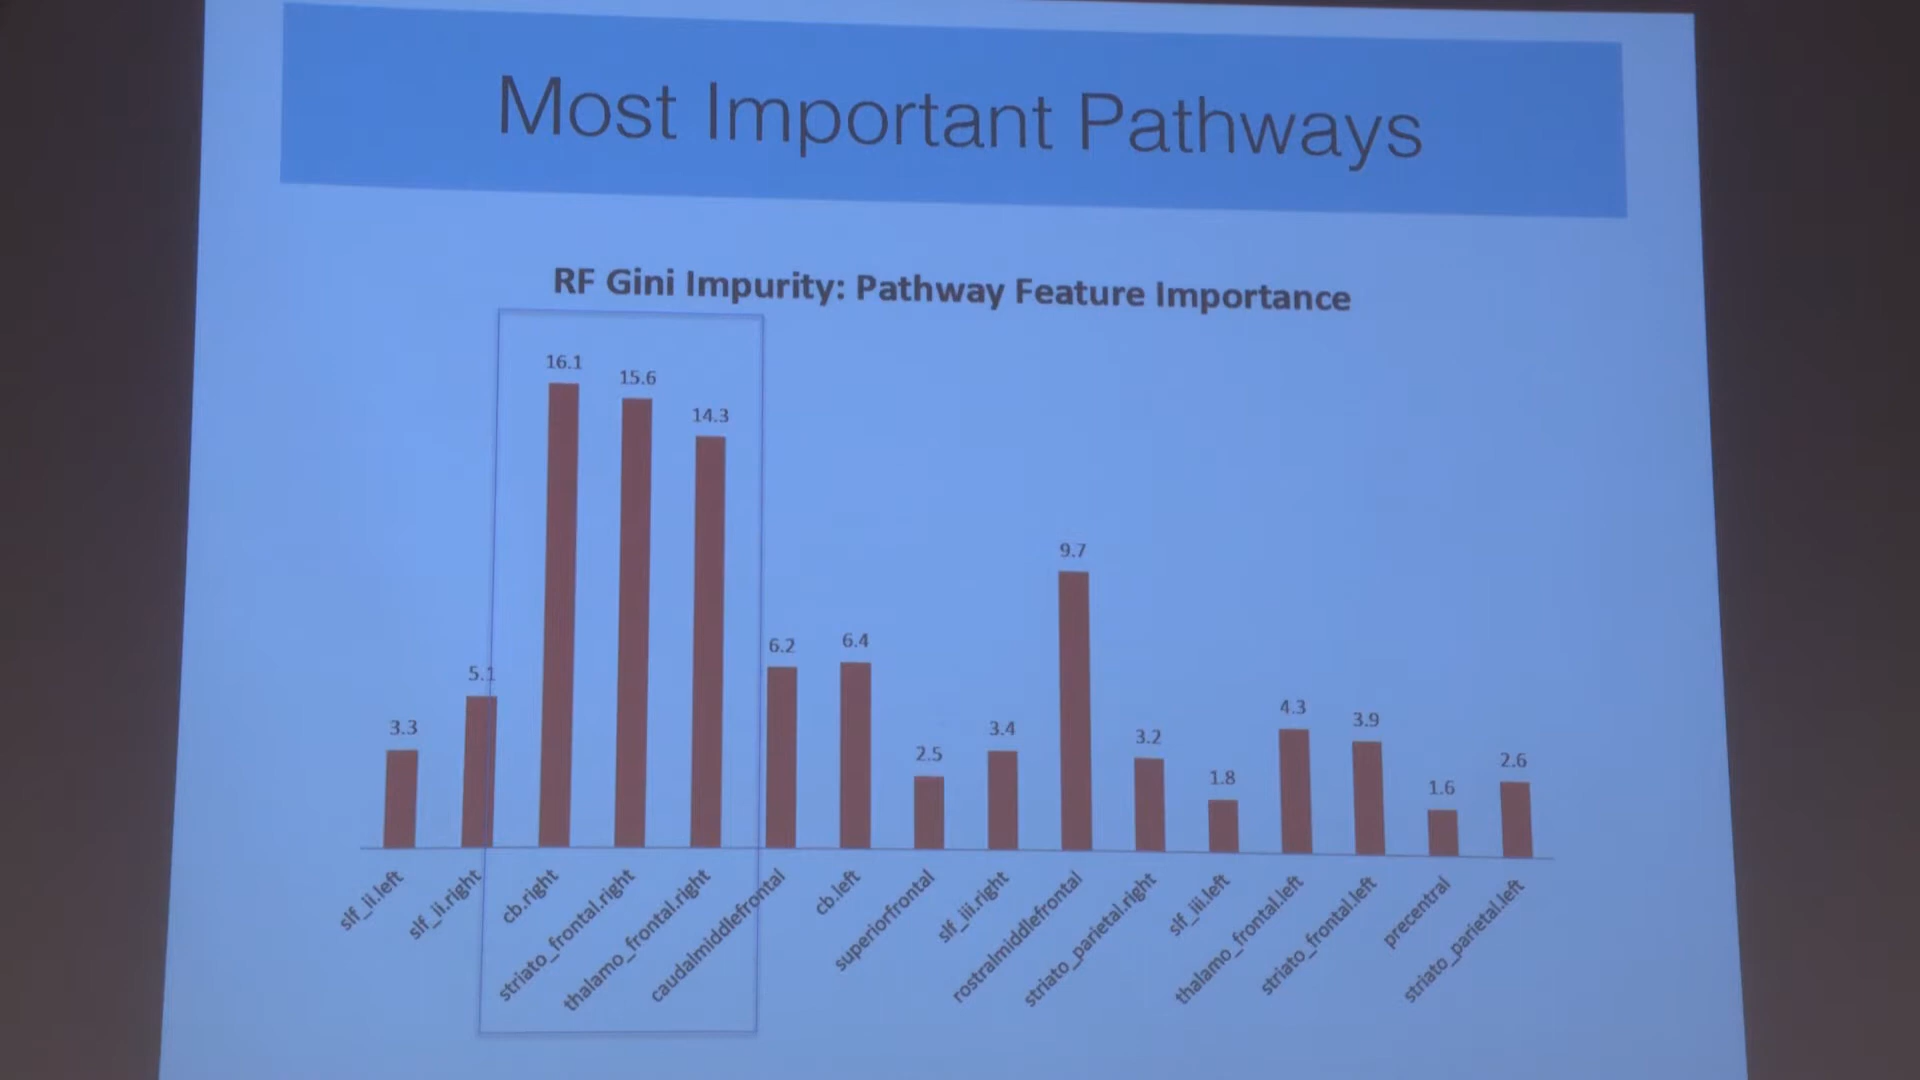 Most Important Pathways
RF Gini Impurity: Pathway Feature Importance
3.3
5.1
16.1
15.6
14.3
6.2
6.4
2.5
3.4
9.7
3.2
1.8
4.3
3.9
1.6
2.6
slf_ii.left
slf_ii.right
cb.right
striato_frontal.right
thalamo_frontal.right
caudalmiddlefrontal
cb.left
superiorfrontal
slf_iii.right
rostralmiddlefrontal
striato_parietal.right
slf_iii.left
thalamo_frontal.left
striato_frontal.left
precentral
striato_parietal.left